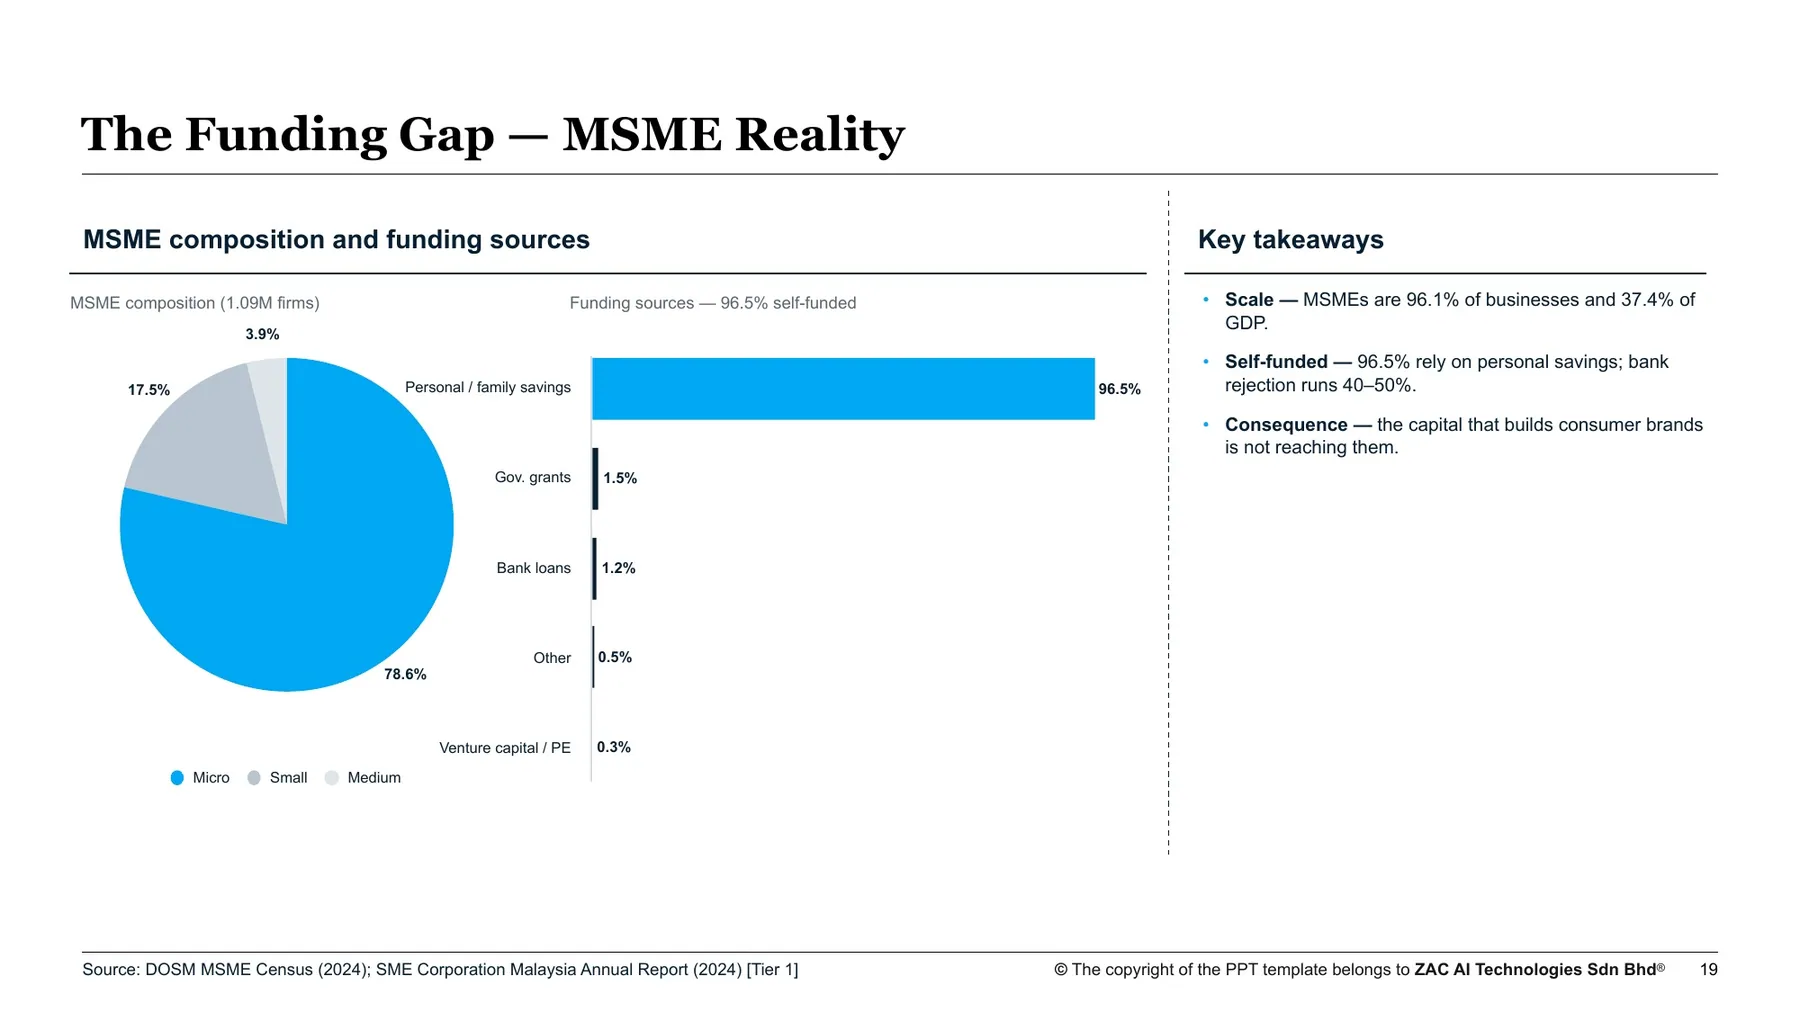 The Funding Gap — MSME Reality
MSME composition and funding sources
MSME composition (1.09M firms)
3.9%
17.5%
78.6%
Micro
Small
Medium
Funding sources — 96.5% self-funded
Personal / family savings
96.5%
Gov. grants
1.5%
Bank loans
1.2%
Other
0.5%
Venture capital / PE
0.3%
Key takeaways
• Scale — MSMEs are 96.1% of businesses and 37.4% of
GDP.
• Self-funded — 96.5% rely on personal savings; bank
rejection runs 40–50%.
• Consequence — the capital that builds consumer brands
is not reaching them.
Source: DOSM MSME Census (2024); SME Corporation Malaysia Annual Report (2024) [Tier 1]
© The copyright of the PPT template belongs to ZAC AI Technologies Sdn Bhd®
19